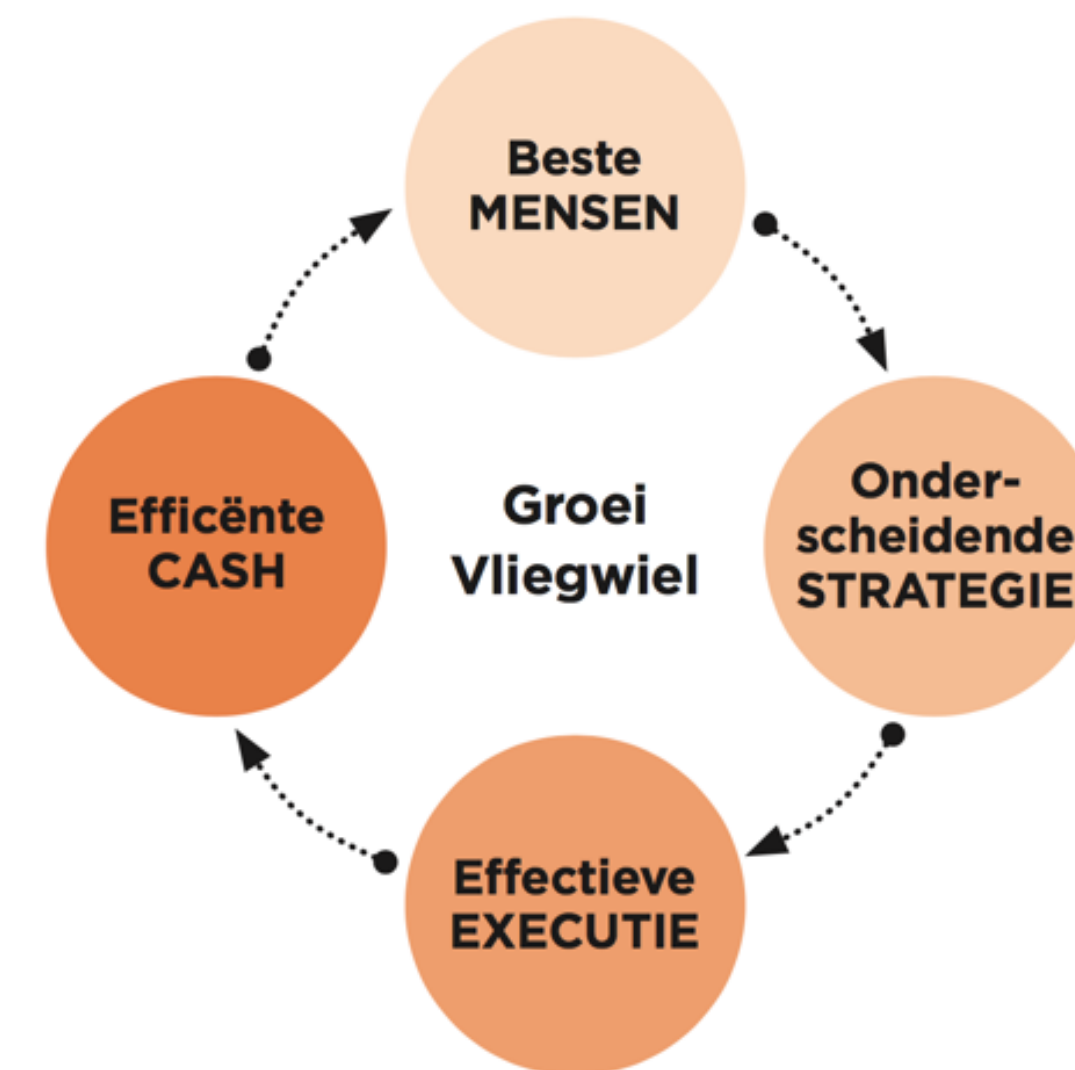 Beste
MENSEN
Onder-
scheidende
STRATEGIE
Effectieve
EXECUTIE
Efficënte
CASH
Groei
Vliegwiel